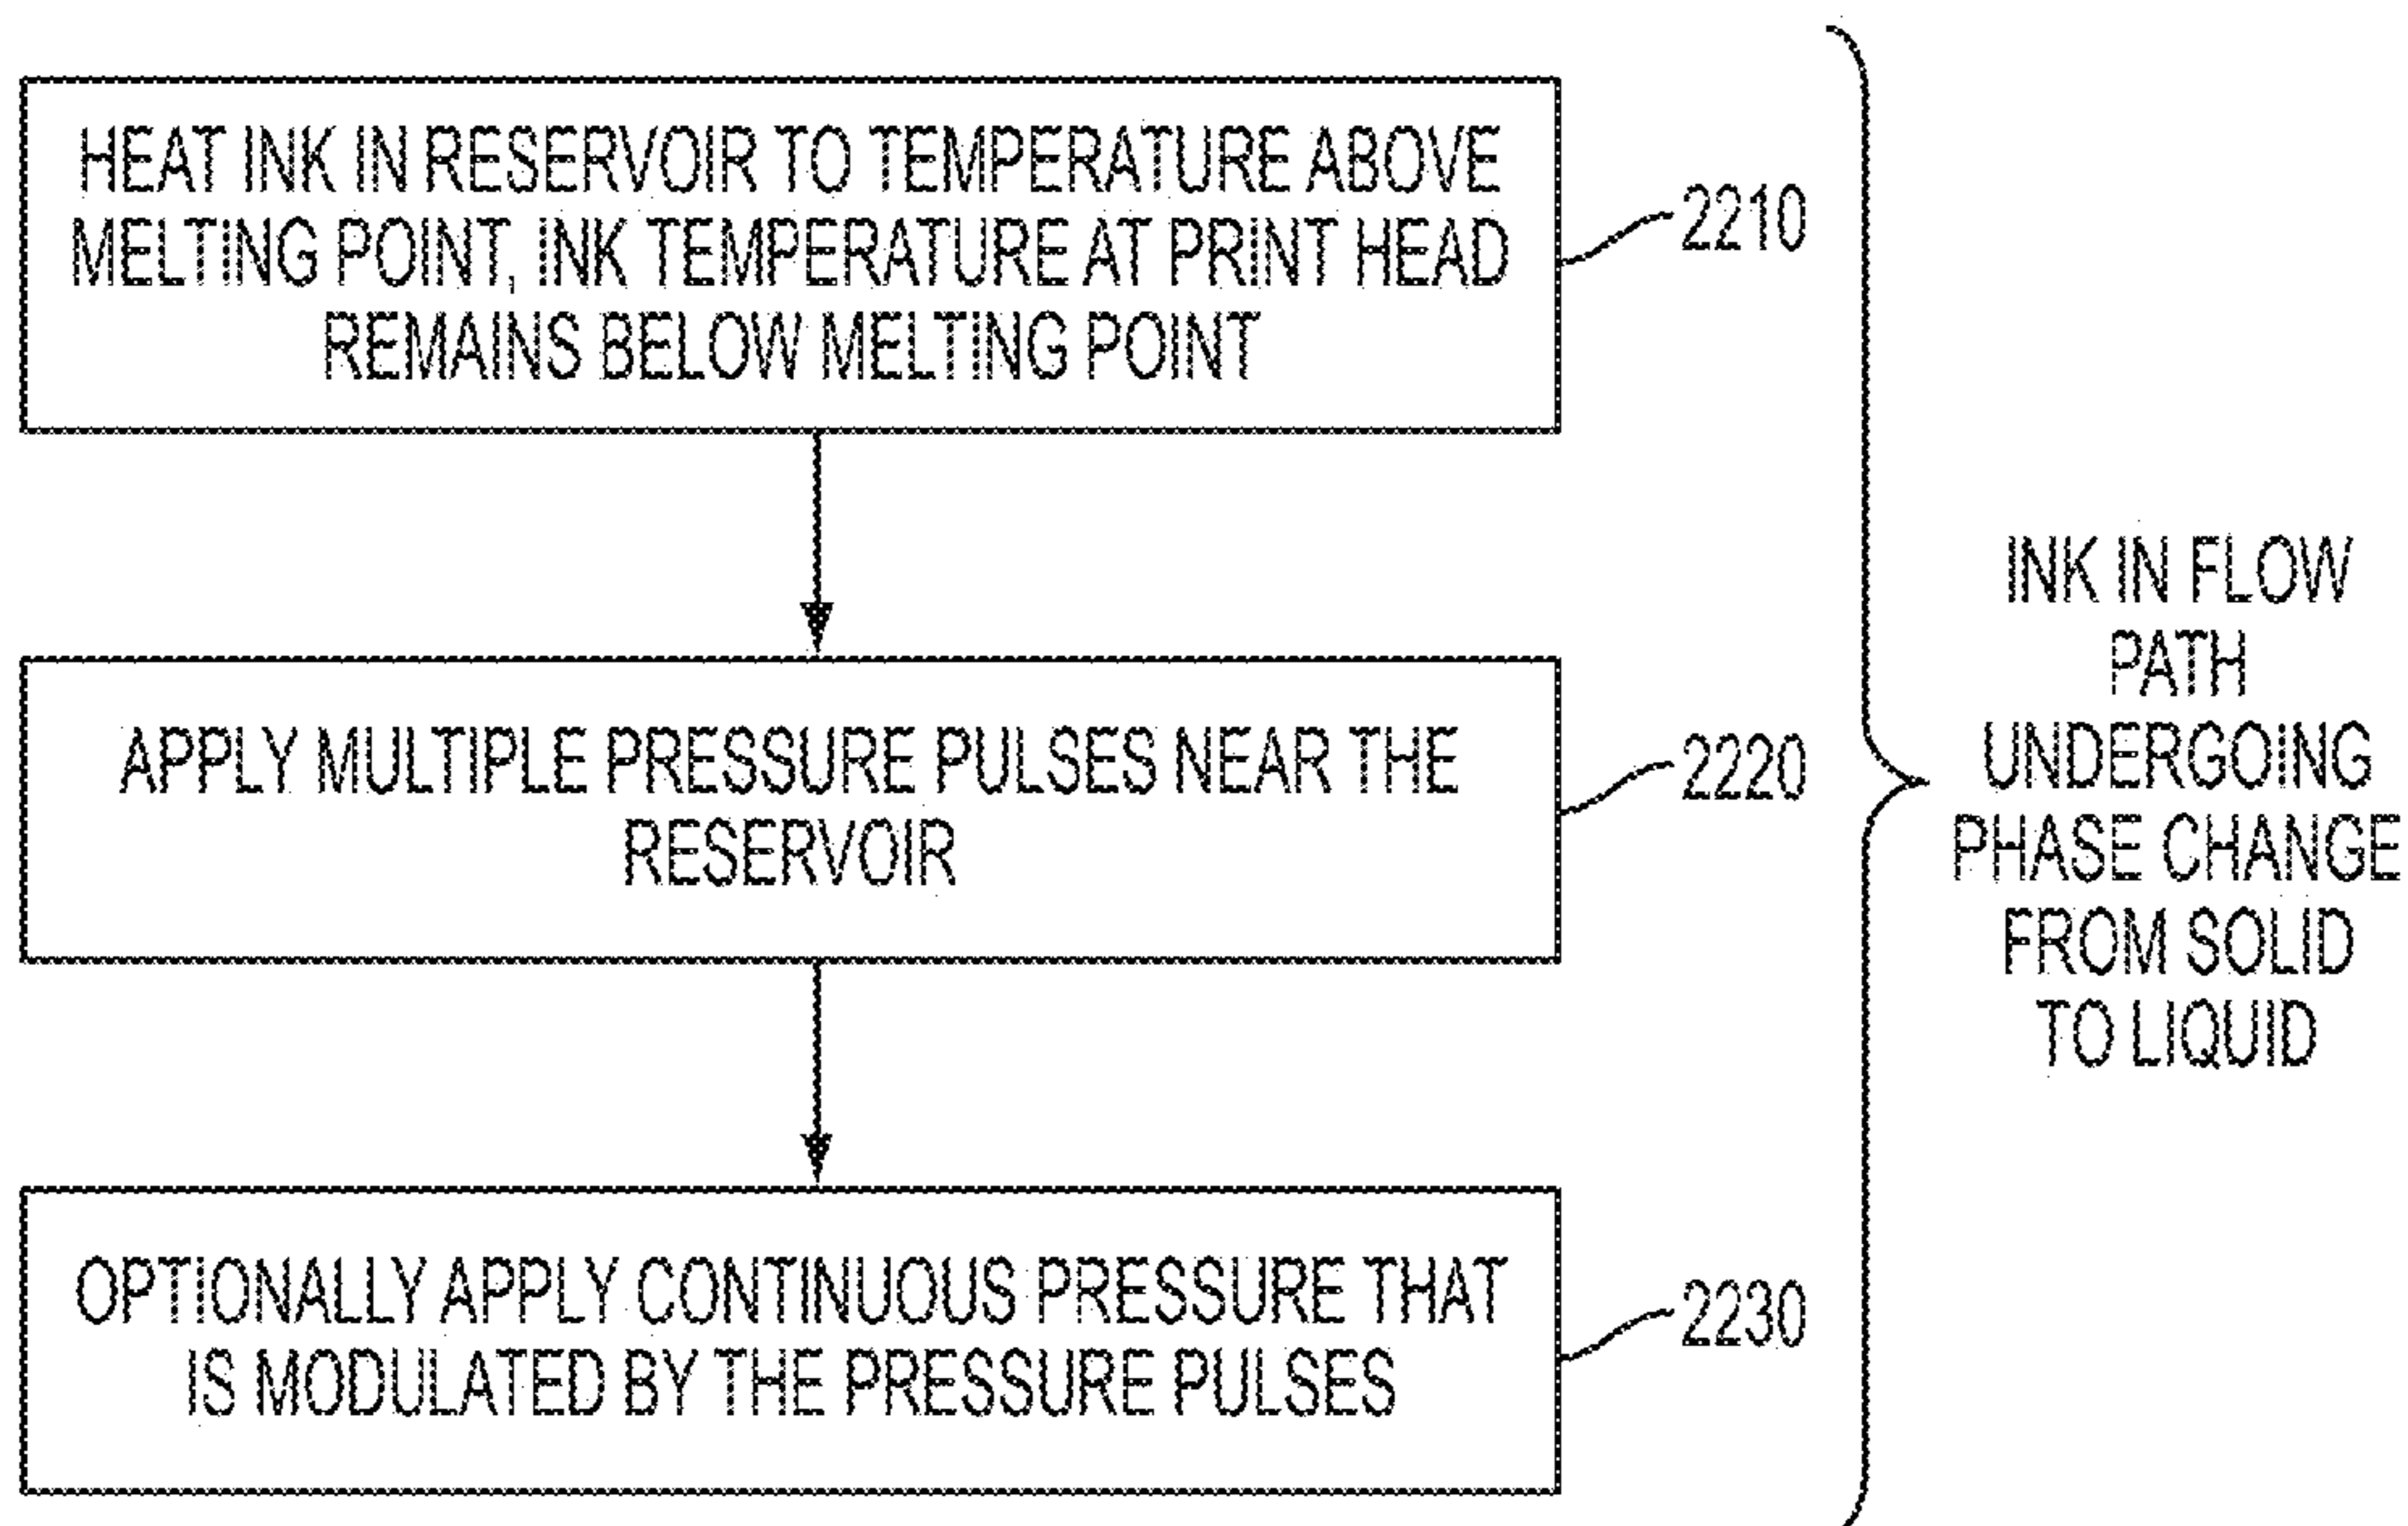 HEAT INK IN RESERVOIR TO TEMPERATURE ABOVE
MELTING POINT, INK TEMPERATURE AT PRINT HEAD
REMAINS BELOW MELTING POINT
2210
APPLY MULTIPLE PRESSURE PULSES NEAR THE
RESERVOIR
2220
OPTIONALLY APPLY CONTINUOUS PRESSURE THAT
IS MODULATED BY THE PRESSURE PULSES
2230
INK IN FLOW
PATH
UNDERGOING
PHASE CHANGE
FROM SOLID
TO LIQUID